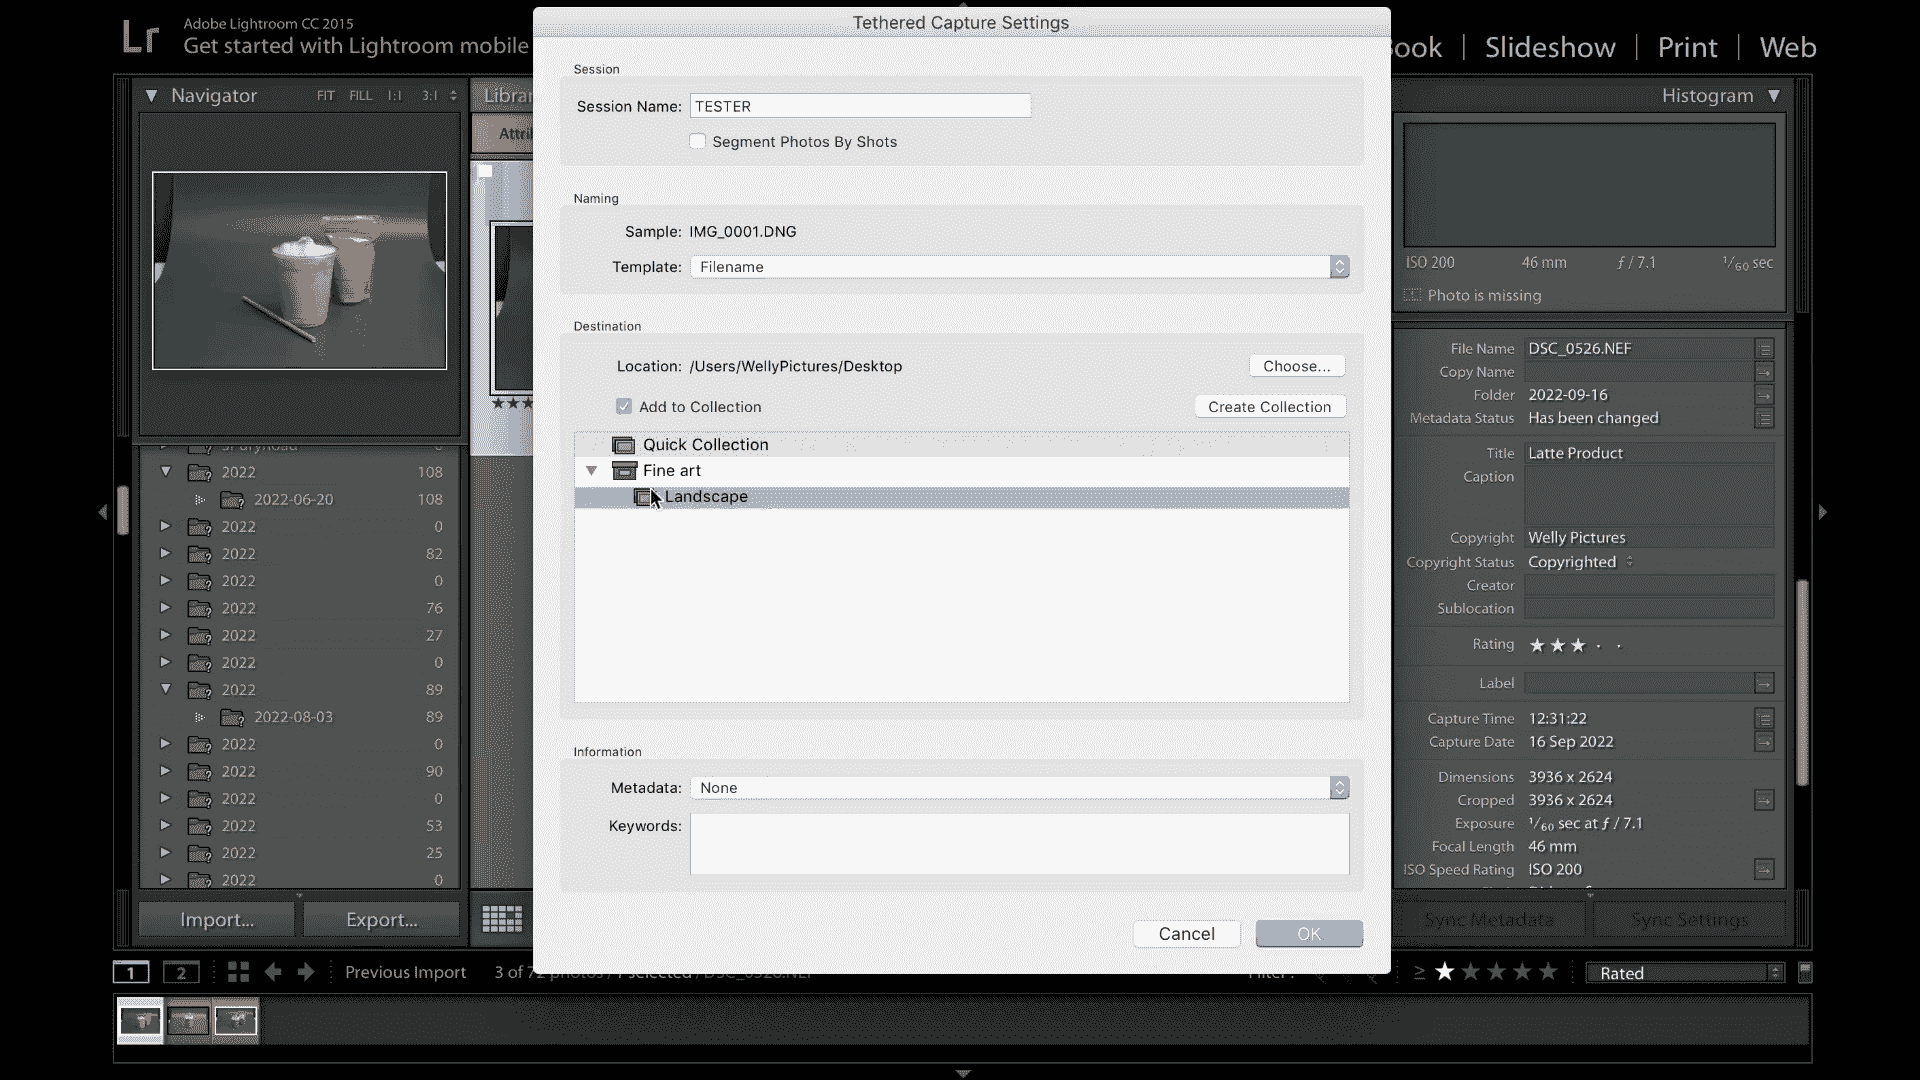 Tethered Capture Settings
Adobe Lightroom CC 2015
Get started with Lightroom mobile
Slideshow | Print | Web
Navigator FIT FILL 1:1 3:1
Histogram
Session
Session Name: TESTER
Segment Photos By Shots
Naming
Sample: IMG_0001.DNG
Template: Filename
Destination
Location: /Users/WellyPictures/Desktop Choose...
Add to Collection Create Collection
Quick Collection
Fine art
Landscape
Information
Metadata: None
Keywords:
Cancel OK
2022 108
2022-06-20 108
2022 0
2022 82
2022 0
2022 76
2022 27
2022 0
2022 89
2022-08-03 89
2022 0
2022 90
2022 0
2022 53
2022 25
2022 0
Import... Export...
ISO 200 46 mm ƒ / 7.1 1/60 sec
Photo is missing
File Name DSC_0526.NEF
Copy Name
Folder 2022-09-16
Metadata Status Has been changed
Title Latte Product
Caption
Copyright Welly Pictures
Copyright Status Copyrighted
Creator
Sublocation
Rating
Label
Capture Time 12:31:22
Capture Date 16 Sep 2022
Dimensions 3936 x 2624
Cropped 3936 x 2624
Exposure 1/60 sec at ƒ / 7.1
Focal Length 46 mm
ISO Speed Rating ISO 200
Sync Metadata Sync Settings
1 2 Previous Import 3 of 72 photos / 1 selected / DSC_0526.NEF
≥ Rated